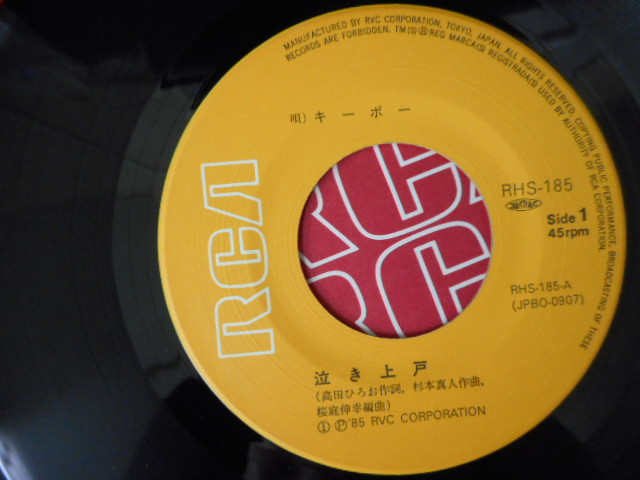 MANUFACTURED BY RVC CORPORATION, TOKYO, JAPAN. ALL RIGHTS RESERVED, COPYING PUBLIC PERFORMANCE, BROADCASTING OF THESE
RECORDS ARE FORBIDDEN. TM(S) ® REG MARCA(S) REGISTRADA(S) USED BY AUTHORITY OF RCA CORPORATION.
唄) キーポー
RCA
RHS-185
Side 1
45rpm
RHS-185-A
(JPBO-0907)
泣き上戸
(高田ひろお作詞, 杉本真人作曲,
桜庭伸幸編曲)
① Ⓟ'85 RVC CORPORATION